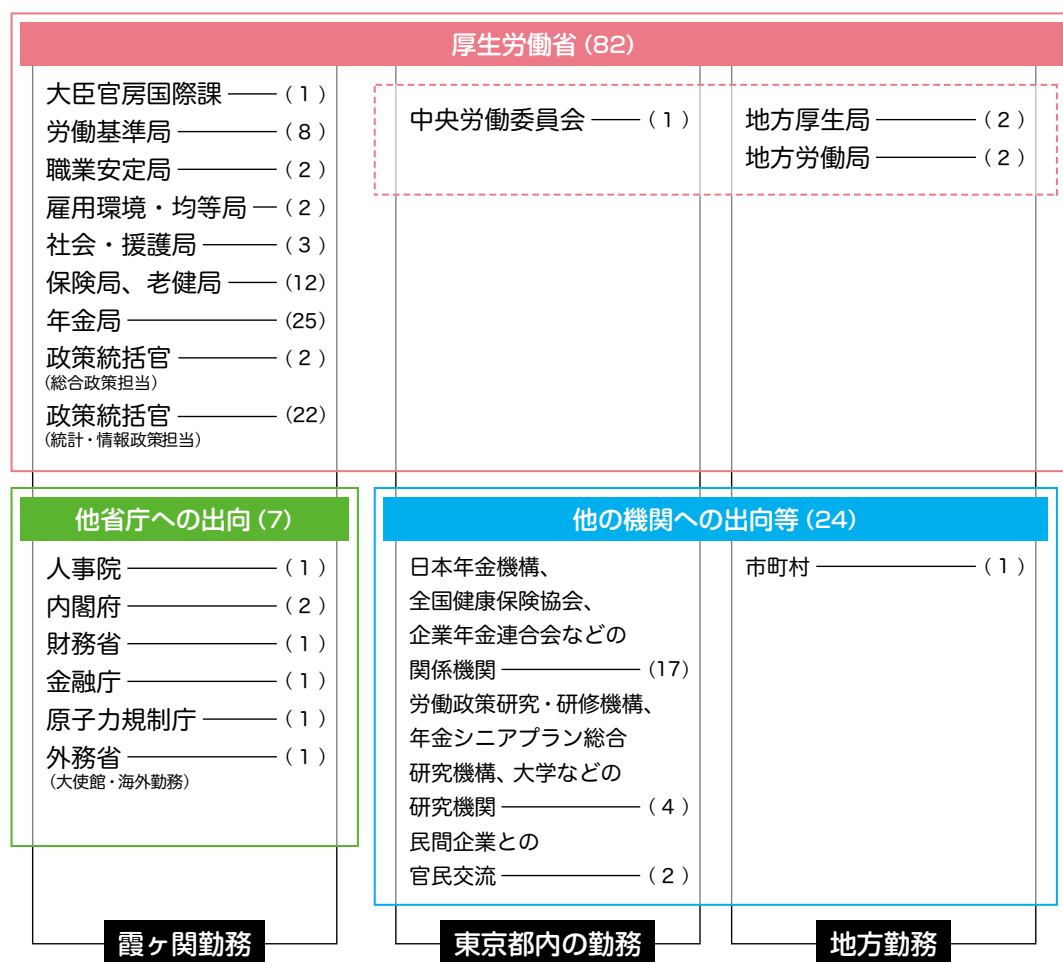 厚生労働省(82)
大臣官房国際課 (1)
労働基準局 (8)
職業安定局 (2)
雇用環境・均等局 (2)
社会・援護局 (3)
保険局、老健局 (12)
年金局 (25)
政策統括官 (2)
(総合政策担当)
政策統括官 (22)
(統計・情報政策担当)
中央労働委員会 (1)
地方厚生局 (2)
地方労働局 (2)
他省庁への出向(7)
人事院 (1)
内閣府 (2)
財務省 (1)
金融庁 (1)
原子力規制庁 (1)
外務省 (1)
(大使館・海外勤務)
他の機関への出向等(24)
日本年金機構、
全国健康保険協会、
企業年金連合会などの
関係機関 (17)
労働政策研究・研修機構、
年金シニアプラン総合
研究機構、大学などの
研究機関 (4)
民間企業との
官民交流 (2)
市町村 (1)
霞ヶ関勤務
東京都内の勤務
地方勤務